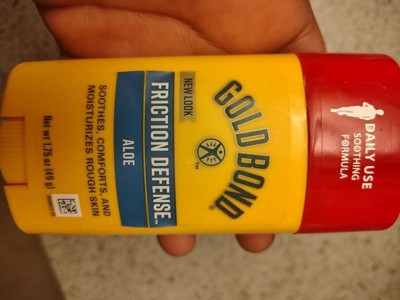 DAILY USE
SOOTHING
FORMULA
GOLD BOND®
NEW LOOK
FRICTION DEFENSE™
ALOE
SOOTHES, COMFORTS, AND
MOISTURIZES ROUGH SKIN
Net wt 1.75 oz (49 g)